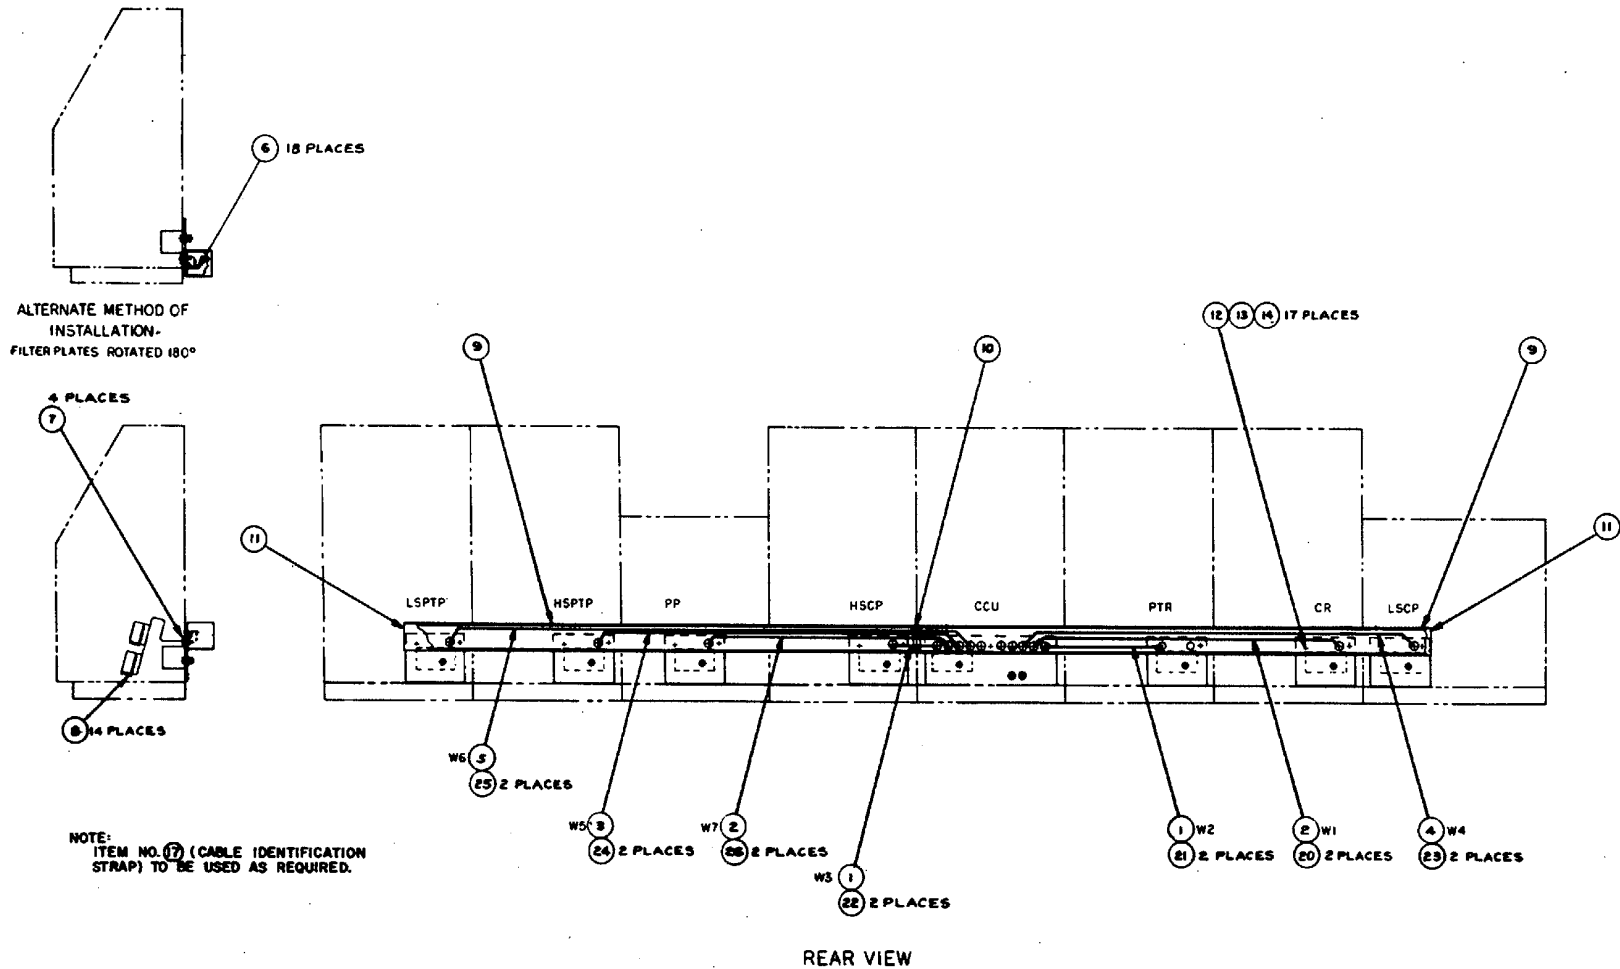 6 18 PLACES
ALTERNATE METHOD OF
INSTALLATION-
FILTER PLATES ROTATED 180°
12 13 14 17 PLACES
9
10
9
4 PLACES
7
11
11
LSPTP
HSPTP
PP
HSCP
CCU
PTR
CR
LSCP
8 14 PLACES
W6 5
25 2 PLACES
W5 3
24 2 PLACES
W7 2
26 2 PLACES
W3 1
22 2 PLACES
1 W2
21 2 PLACES
2 W1
20 2 PLACES
4 W4
23 2 PLACES
NOTE:
ITEM NO. 17 (CABLE IDENTIFICATION
STRAP) TO BE USED AS REQUIRED.
REAR VIEW